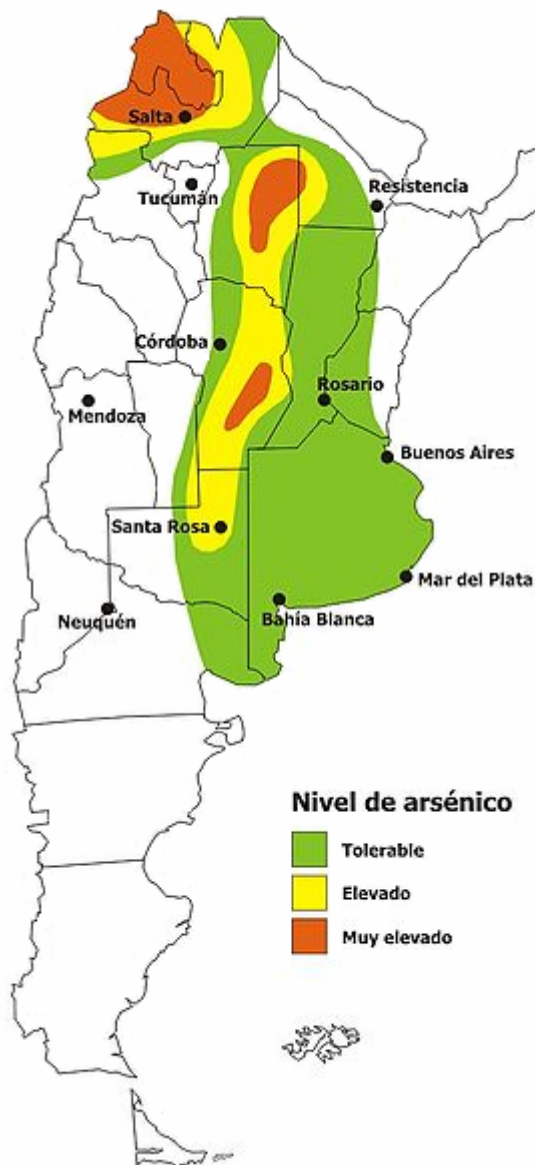 Salta
Tucumán
Resistencia
Córdoba
Rosario
Mendoza
Buenos Aires
Santa Rosa
Mar del Plata
Bahía Blanca
Neuquén
Nivel de arsénico
Tolerable
Elevado
Muy elevado